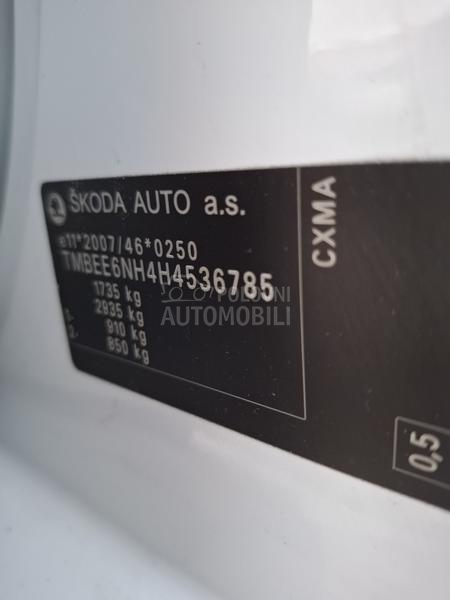 ŠKODA AUTO a.s.
e11*2007/46*0250
TMBEE6NH4H4536785
1735 kg
2935 kg
1- 910 kg
2- 850 kg
CXMA
0,5
POLOVNI
AUTOMOBILI